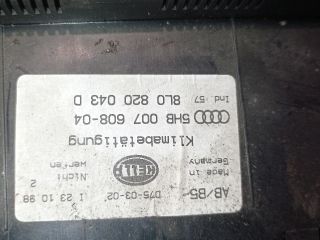 AB/B5-
D75-03-02
I 23 10 98
Made in
Germany
HELLA
Nicht 2
werfen
Klimabetätigung
5HB 007 608-04
8L0 820 043 D
Ind 57